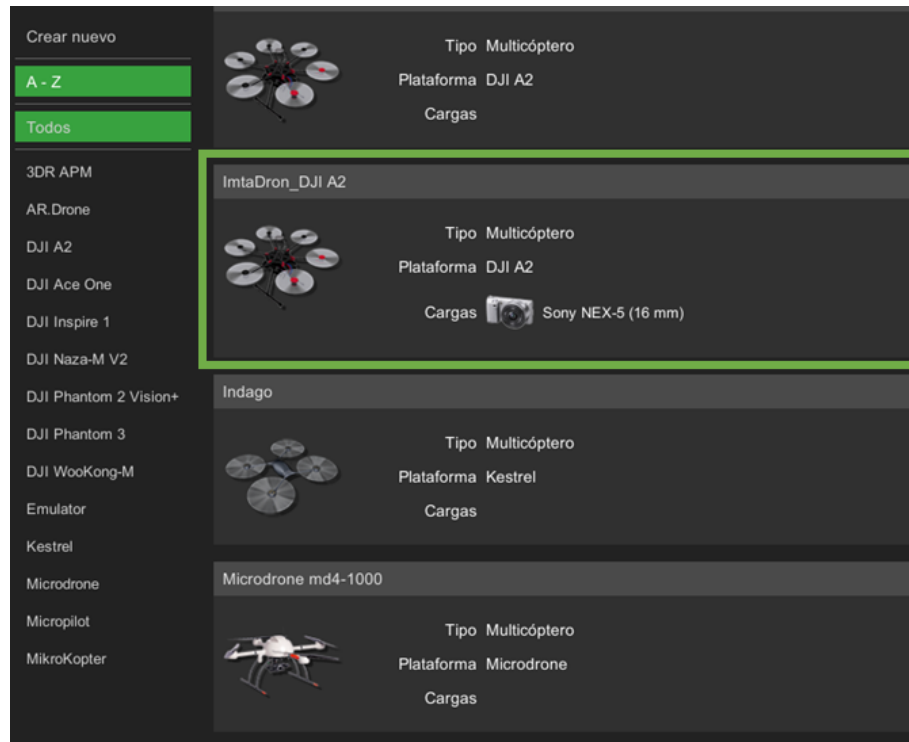 Crear nuevo
A - Z
Todos
3DR APM
AR.Drone
DJI A2
DJI Ace One
DJI Inspire 1
DJI Naza-M V2
DJI Phantom 2 Vision+
DJI Phantom 3
DJI WooKong-M
Emulator
Kestrel
Microdrone
Micropilot
MikroKopter
Tipo Multicóptero
Plataforma DJI A2
Cargas
ImtaDron_DJI A2
Tipo Multicóptero
Plataforma DJI A2
Cargas Sony NEX-5 (16 mm)
Indago
Tipo Multicóptero
Plataforma Kestrel
Cargas
Microdrone md4-1000
Tipo Multicóptero
Plataforma Microdrone
Cargas